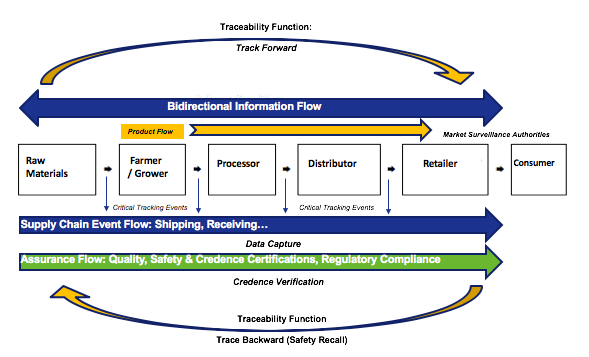 Traceability Function:
Track Forward
Bidirectional Information Flow
Product Flow
Market Surveillance Authorities
Raw
Materials
Farmer
/ Grower
Processor
Distributor
Retailer
Consumer
Critical Tracking Events
Critical Tracking Events
Supply Chain Event Flow: Shipping, Receiving...
Data Capture
Assurance Flow: Quality, Safety & Credence Certifications, Regulatory Compliance
Credence Verification
Traceability Function
Trace Backward (Safety Recall)